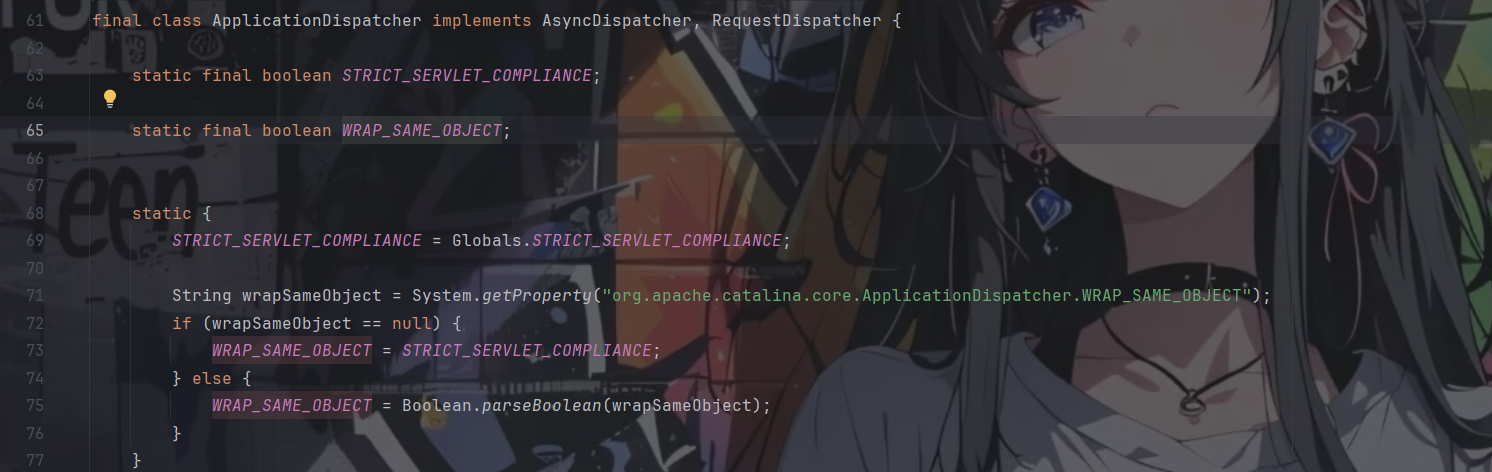 61 final class ApplicationDispatcher implements AsyncDispatcher, RequestDispatcher {
62
63 static final boolean STRICT_SERVLET_COMPLIANCE;
64
65 static final boolean WRAP_SAME_OBJECT;
66
67
68 static {
69 STRICT_SERVLET_COMPLIANCE = Globals.STRICT_SERVLET_COMPLIANCE;
70
71 String wrapSameObject = System.getProperty("org.apache.catalina.core.ApplicationDispatcher.WRAP_SAME_OBJECT");
72 if (wrapSameObject == null) {
73 WRAP_SAME_OBJECT = STRICT_SERVLET_COMPLIANCE;
74 } else {
75 WRAP_SAME_OBJECT = Boolean.parseBoolean(wrapSameObject);
76 }
77 }